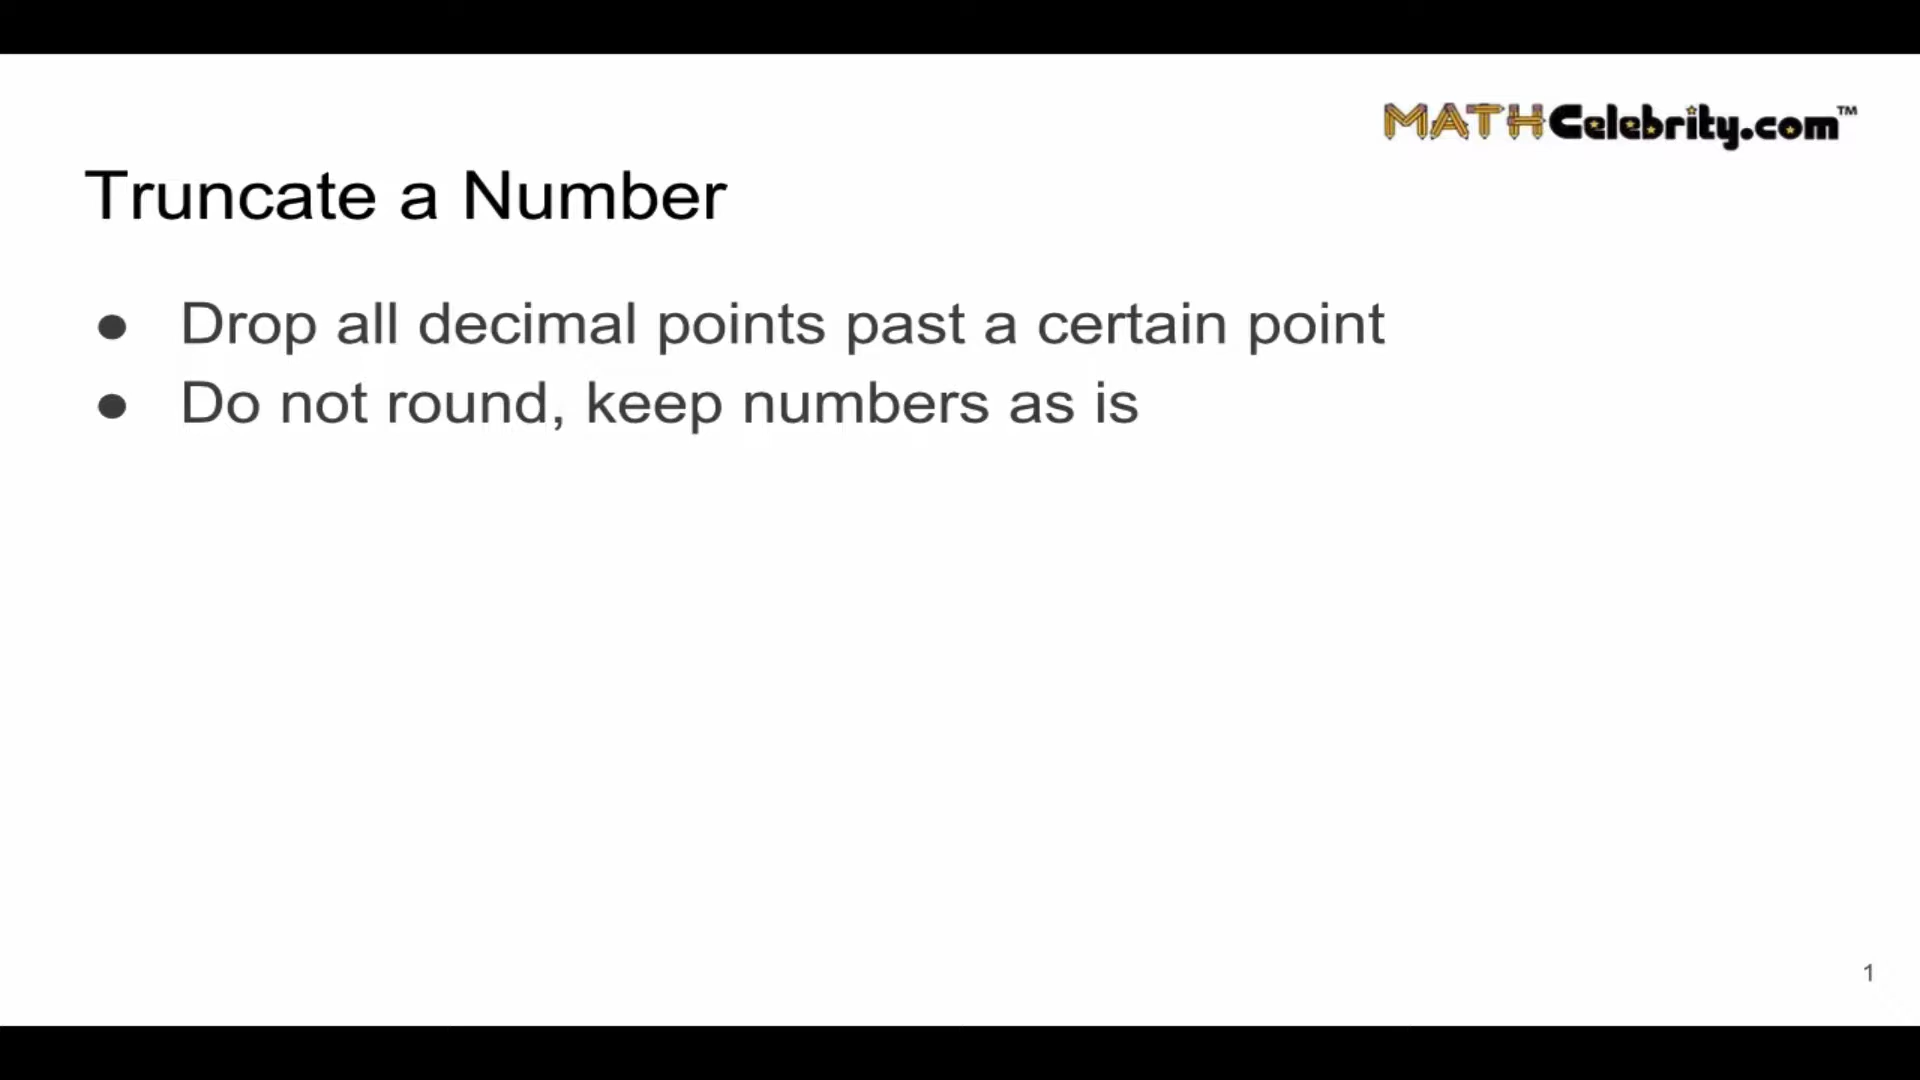 MATHCelebrity.com™
Truncate a Number
● Drop all decimal points past a certain point
● Do not round, keep numbers as is
1